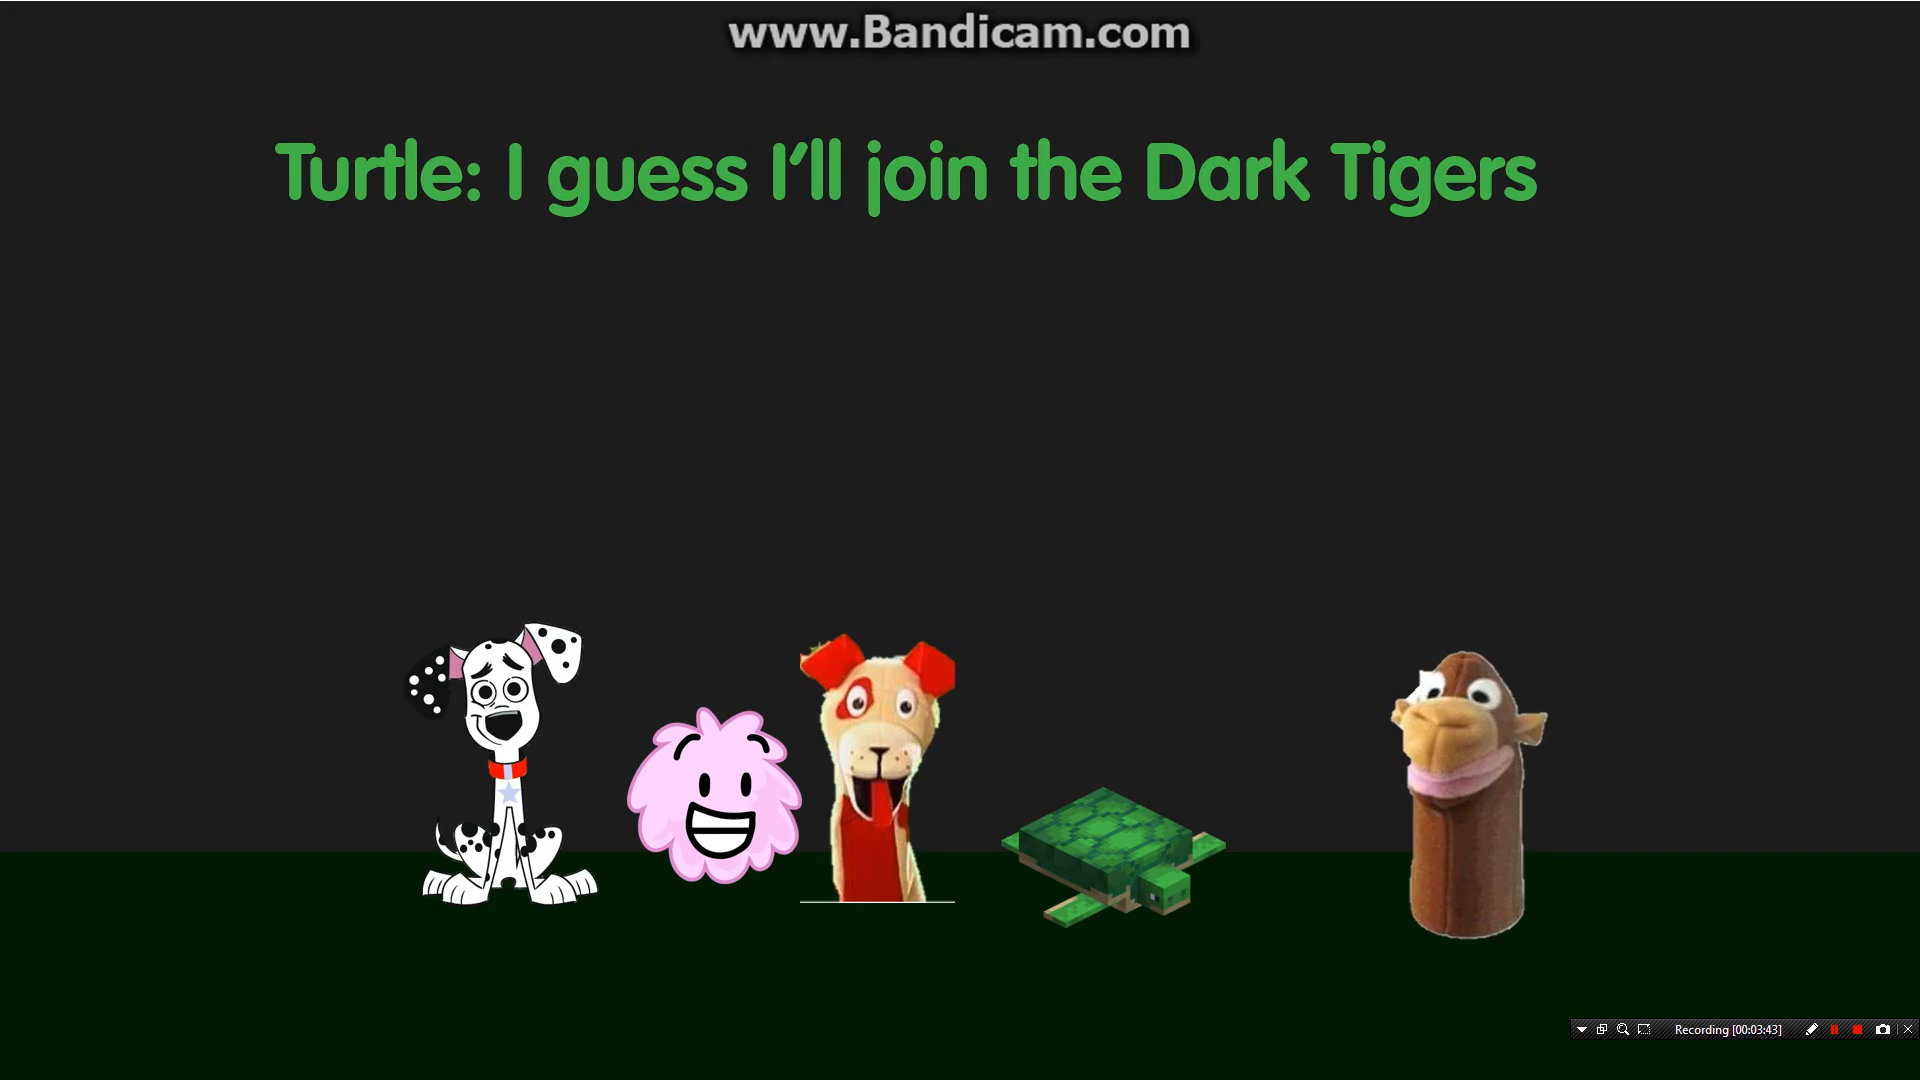 www.Bandicam.com
Turtle: I guess I'll join the Dark Tigers
Recording [00:03:43]